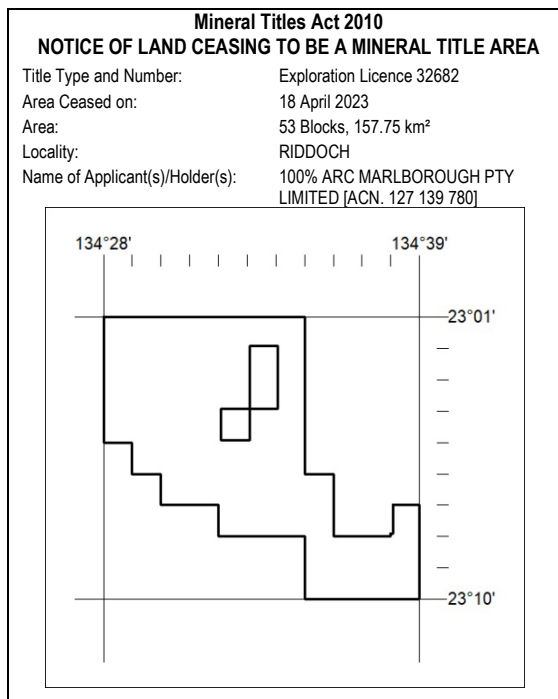 Mineral Titles Act 2010
NOTICE OF LAND CEASING TO BE A MINERAL TITLE AREA
Title Type and Number: Exploration Licence 32682
Area Ceased on: 18 April 2023
Area: 53 Blocks, 157.75 km²
Locality: RIDDOCH
Name of Applicant(s)/Holder(s): 100% ARC MARLBOROUGH PTY
LIMITED [ACN. 127 139 780]
134°28' 134°39'
23°01'
23°10'